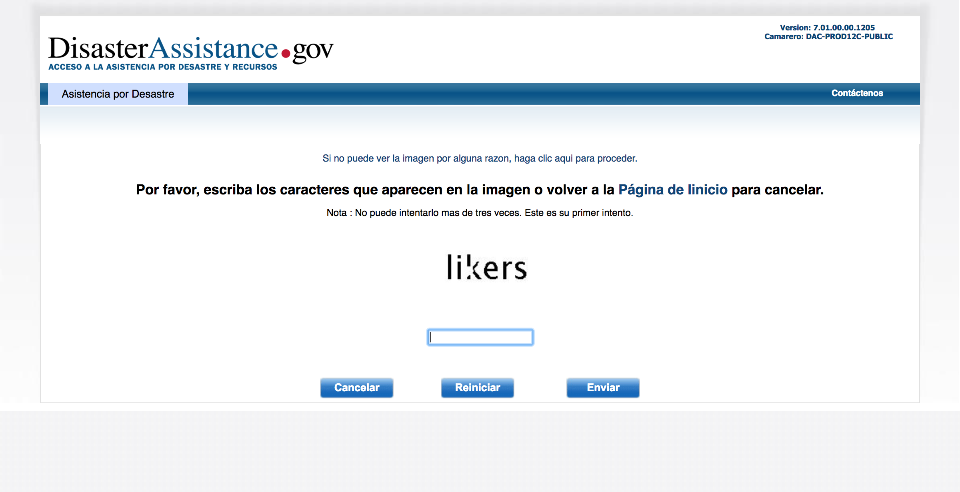 Version: 7.01.00.00.1205
Camarero: DAC-PROD12C-PUBLIC
DisasterAssistance.gov
ACCESO A LA ASISTENCIA POR DESASTRE Y RECURSOS
Asistencia por Desastre
Contáctenos
Si no puede ver la imagen por alguna razon, haga clic aqui para proceder.
Por favor, escriba los caracteres que aparecen en la imagen o volver a la Página de Iinicio para cancelar.
Nota : No puede intentarlo mas de tres veces. Este es su primer intento.
likers
Cancelar
Reiniciar
Enviar